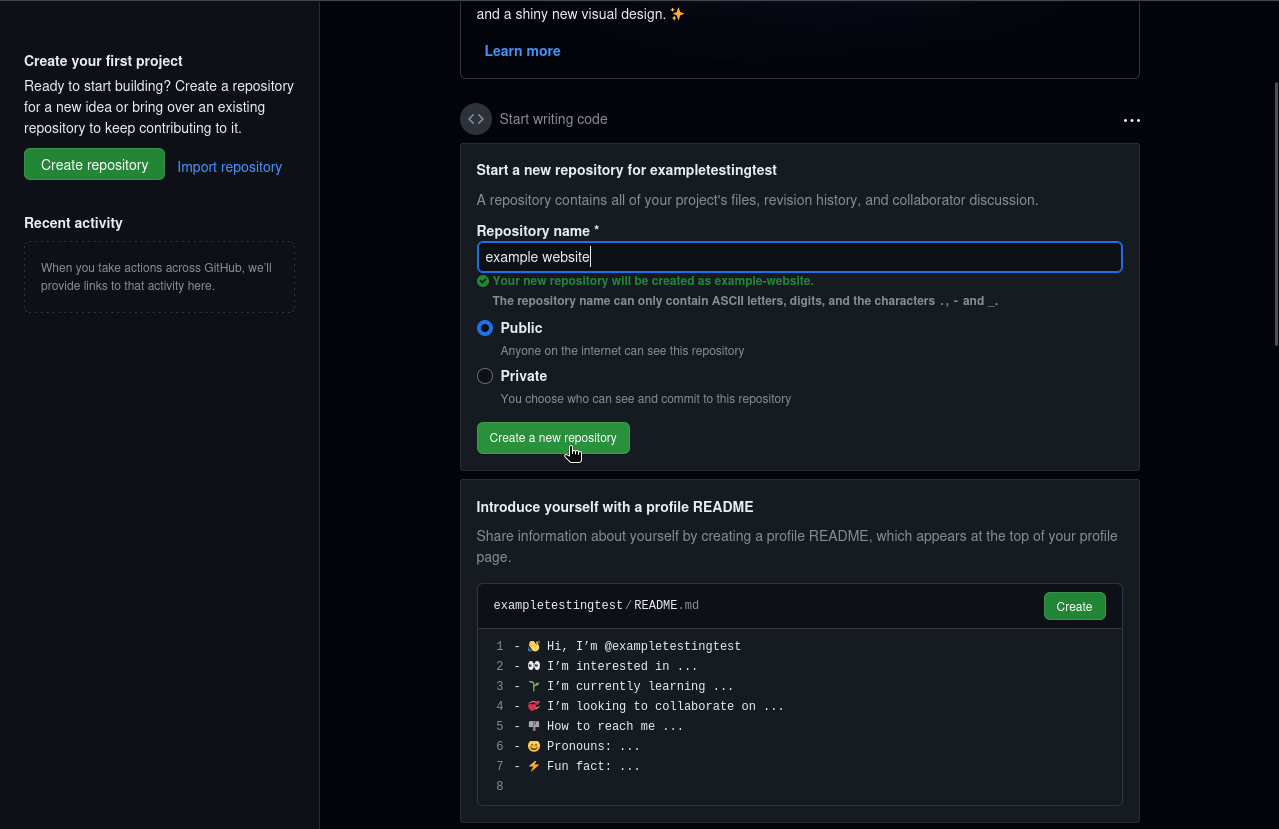 and a shiny new visual design. ✨
Learn more
Create your first project
Ready to start building? Create a repository
for a new idea or bring over an existing
repository to keep contributing to it.
Create repository
Import repository
Recent activity
When you take actions across GitHub, we'll
provide links to that activity here.
Start writing code
Start a new repository for exampletestingtest
A repository contains all of your project's files, revision history, and collaborator discussion.
Repository name *
example website
Your new repository will be created as example-website.
The repository name can only contain ASCII letters, digits, and the characters ., - and _.
Public
Anyone on the internet can see this repository
Private
You choose who can see and commit to this repository
Create a new repository
Introduce yourself with a profile README
Share information about yourself by creating a profile README, which appears at the top of your profile
page.
exampletestingtest/README.md
Create
1 - 👋 Hi, I’m @exampletestingtest
2 - 👀 I’m interested in ...
3 - 🌱 I’m currently learning ...
4 - 💞️ I’m looking to collaborate on ...
5 - 📫 How to reach me ...
6 - 😄 Pronouns: ...
7 - ⚡ Fun fact: ...
8